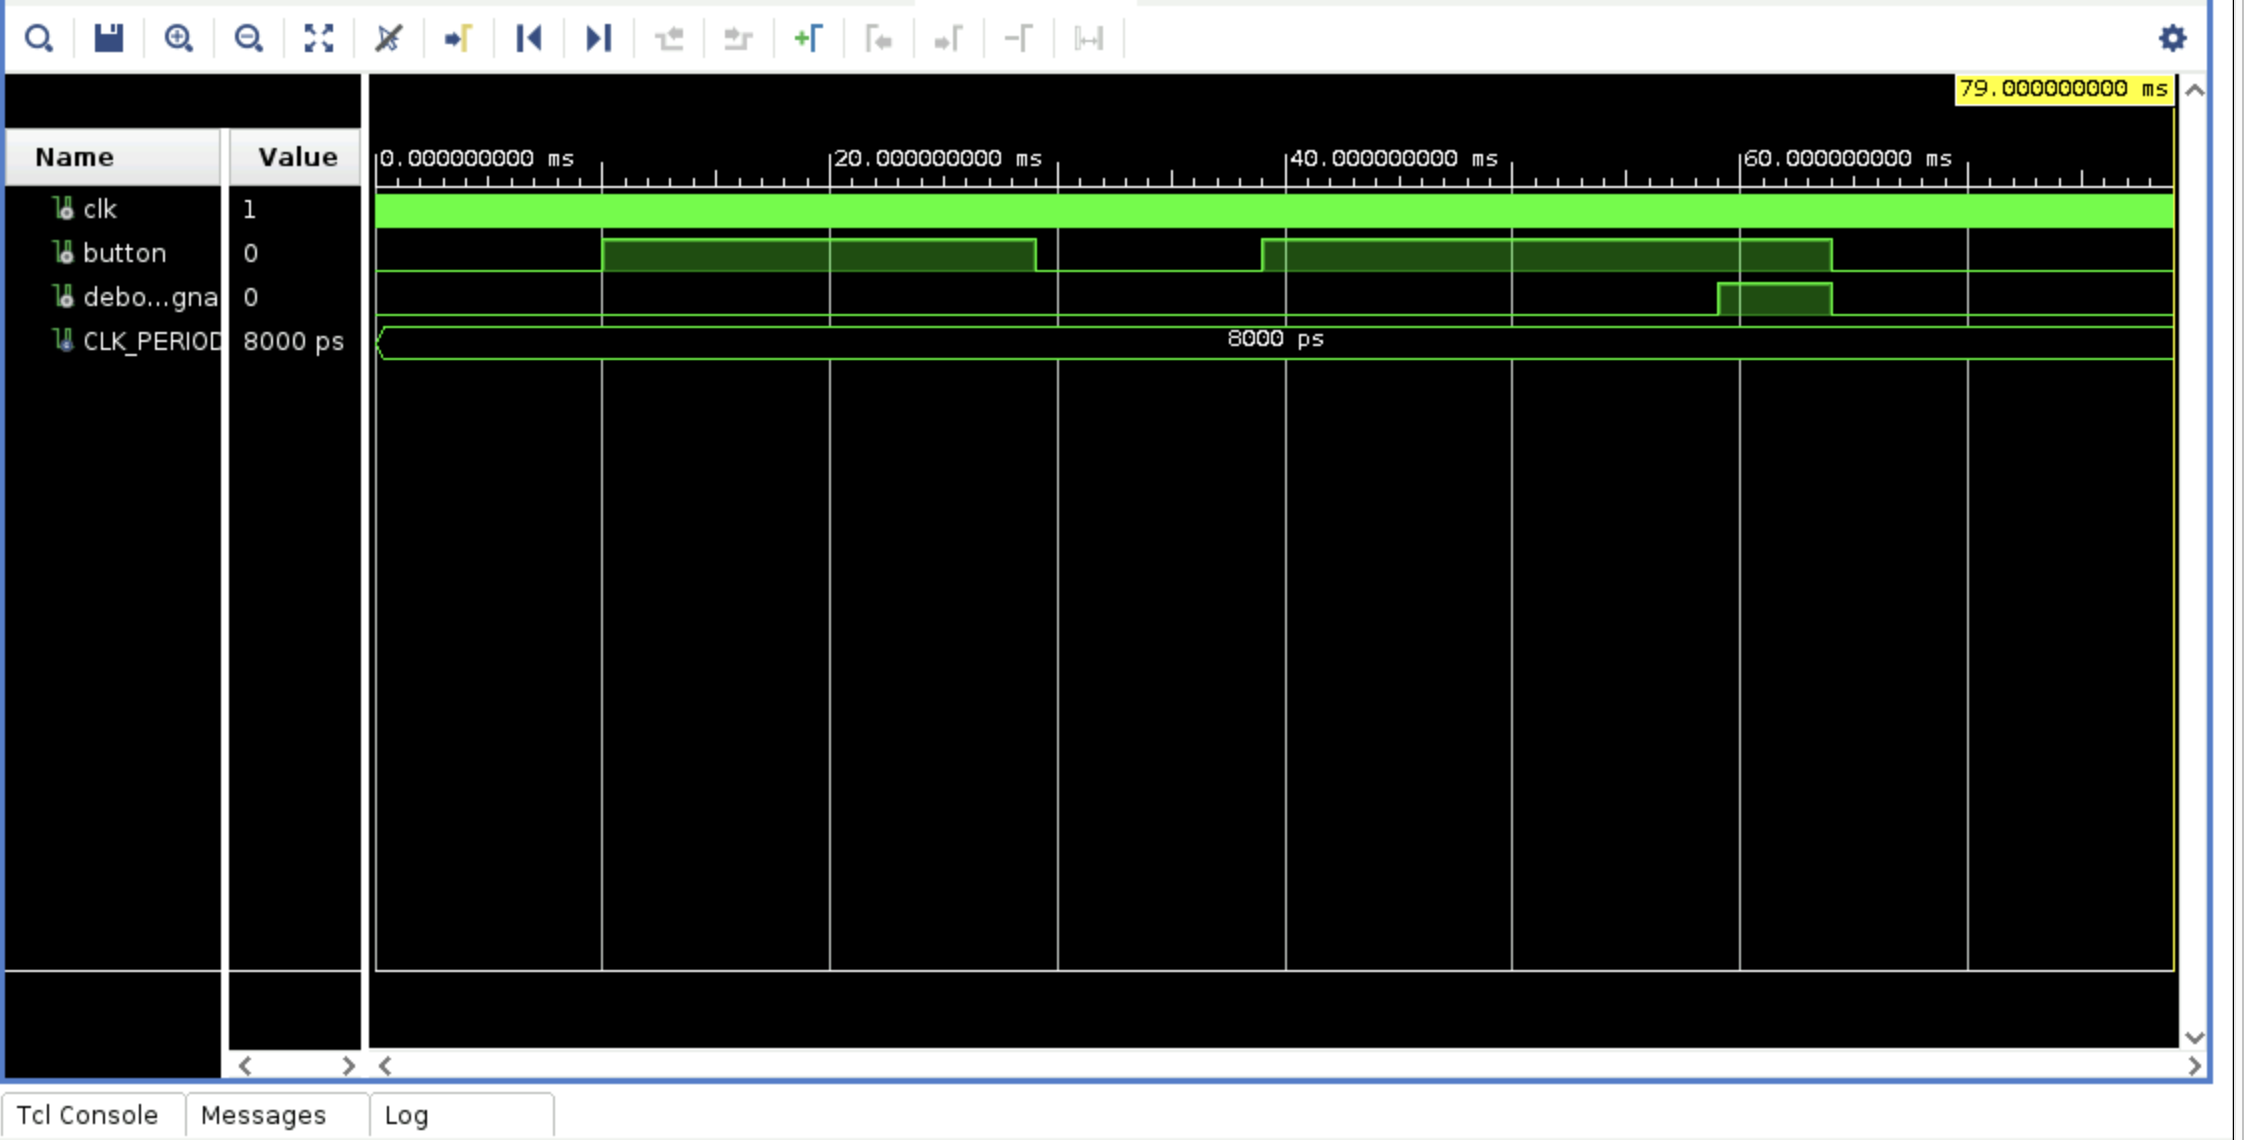 79.000000000 ms
Name Value
0.000000000 ms 20.000000000 ms 40.000000000 ms 60.000000000 ms
clk 1
button 0
debo...gna 0
CLK_PERIOD 8000 ps 8000 ps
Tcl Console Messages Log